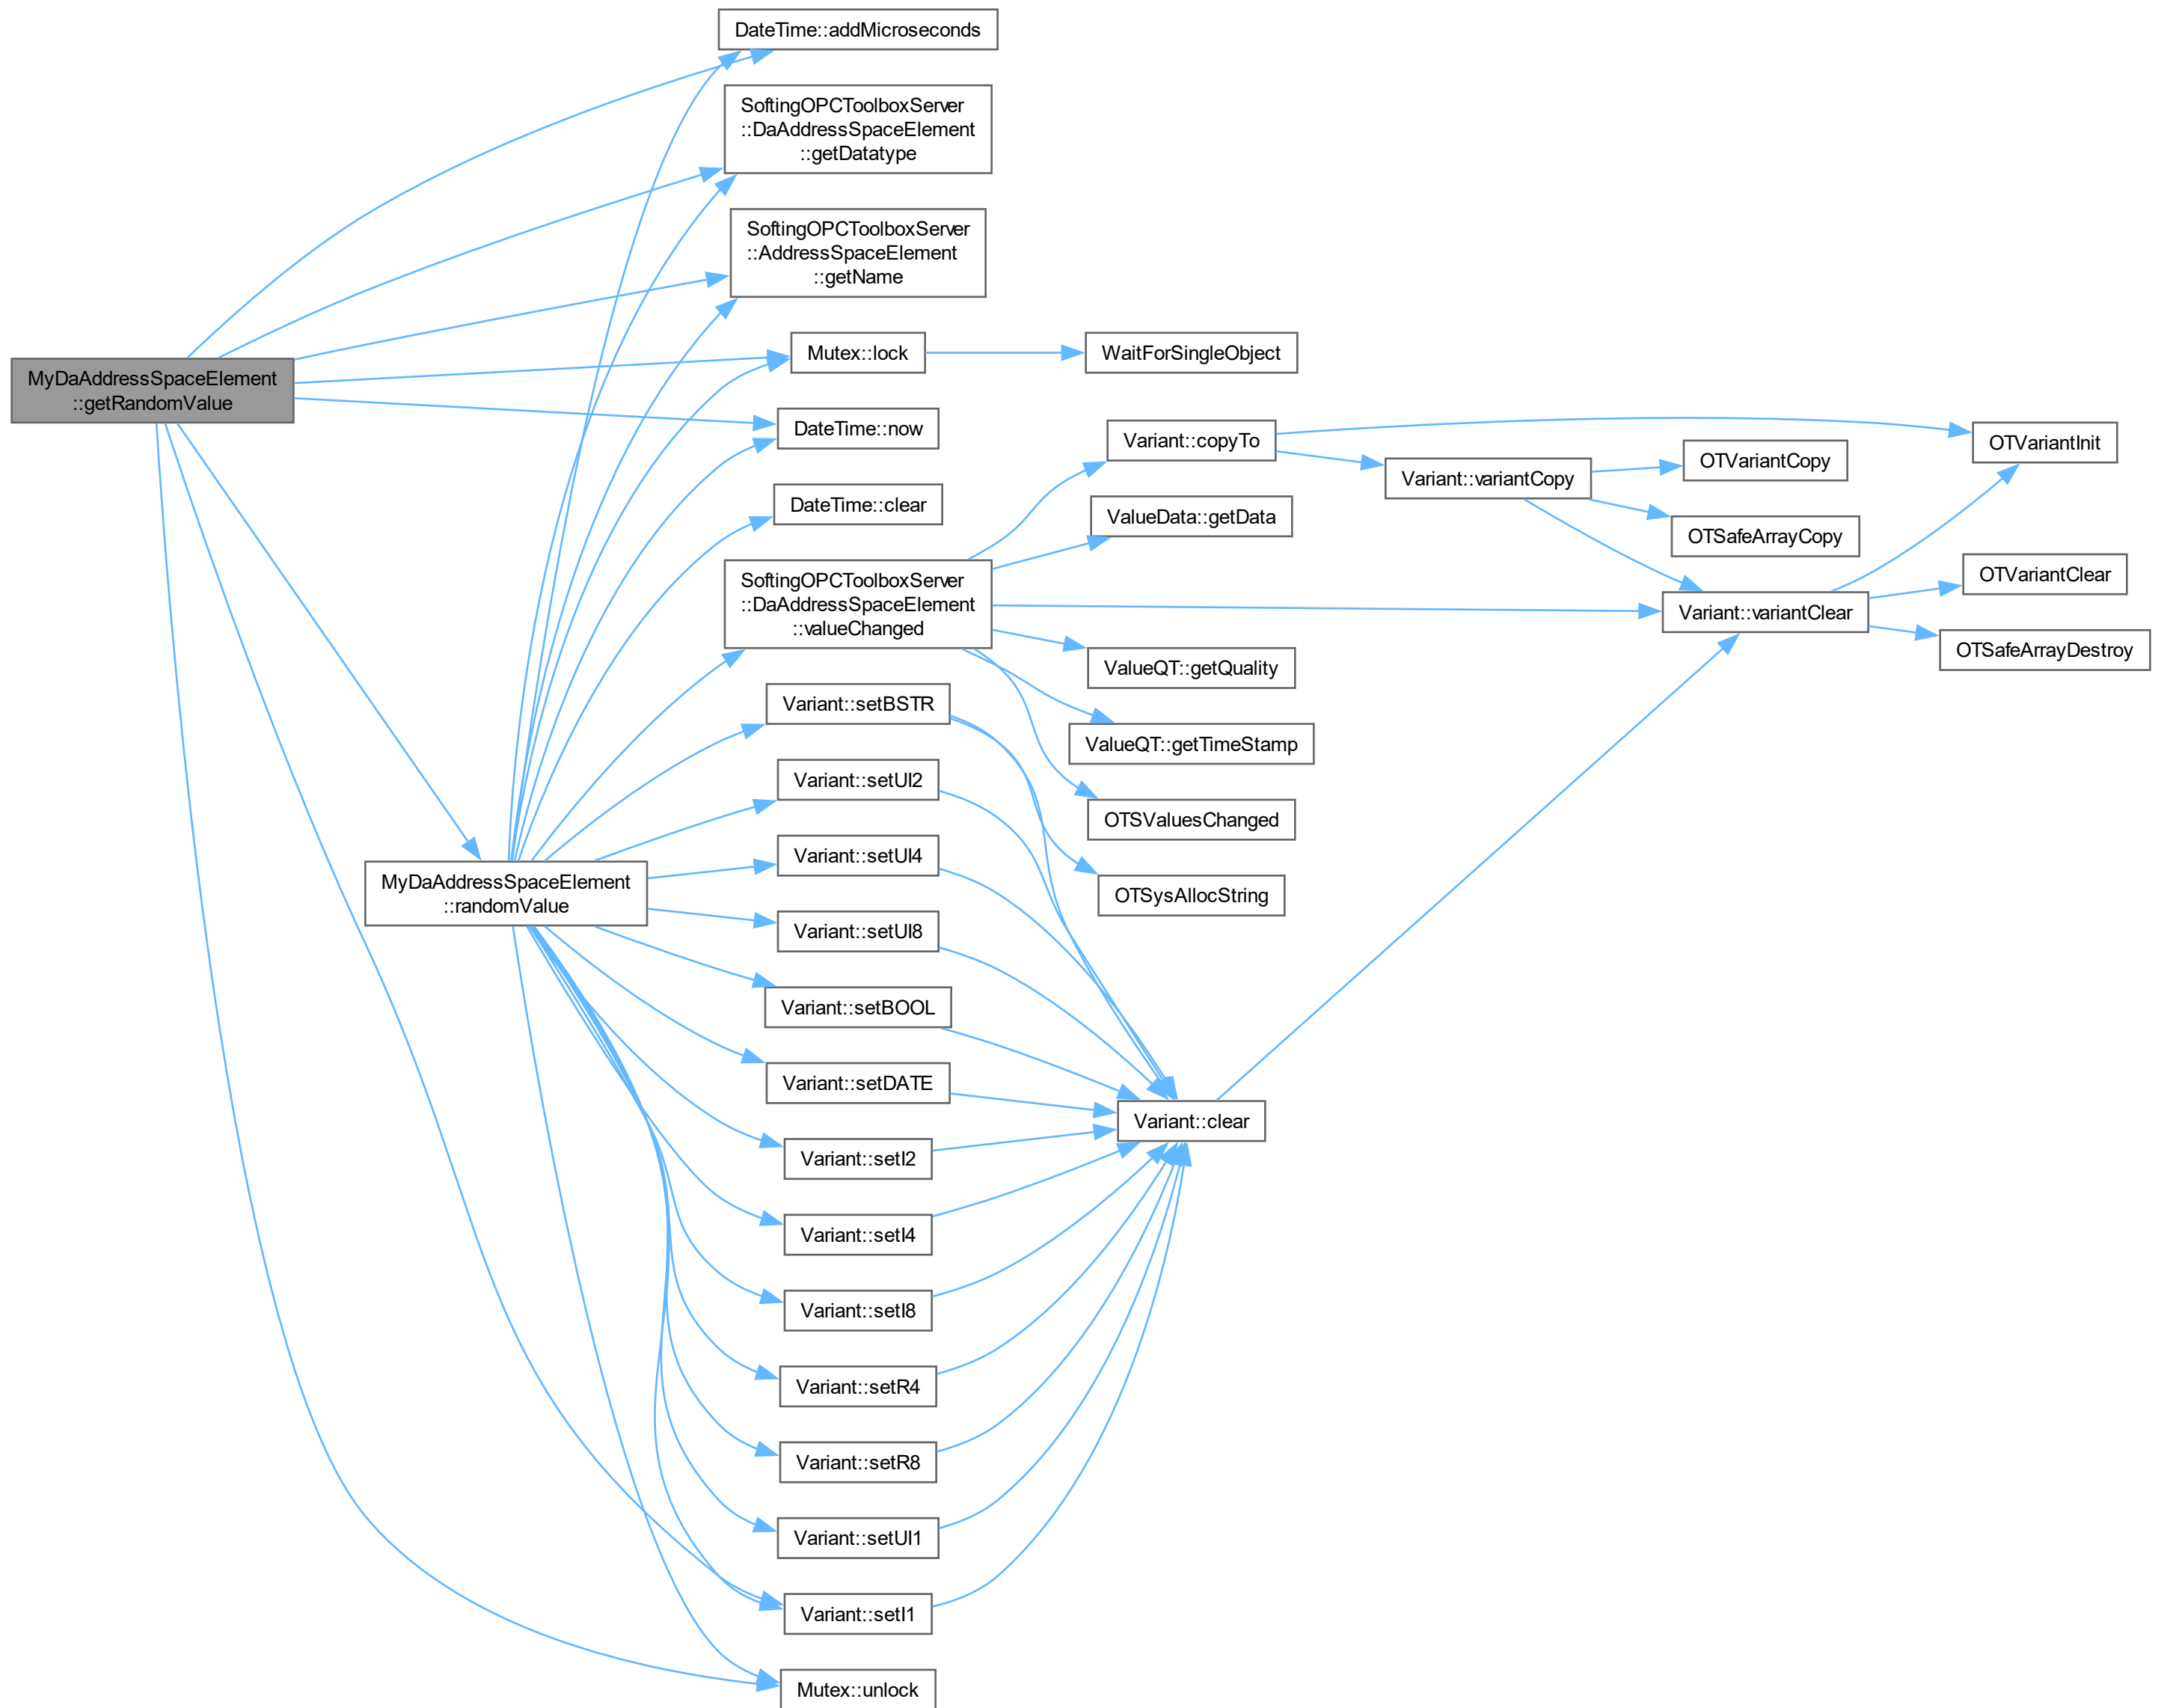 DateTime::addMicroseconds
SoftingOPCToolboxServer
::DaAddressSpaceElement
::getDatatype
SoftingOPCToolboxServer
::AddressSpaceElement
::getName
Mutex::lock
WaitForSingleObject
MyDaAddressSpaceElement
::getRandomValue
DateTime::now
Variant::copyTo
OTVariantInit
OTVariantCopy
Variant::variantCopy
DateTime::clear
ValueData::getData
OTSafeArrayCopy
SoftingOPCToolboxServer
::DaAddressSpaceElement
::valueChanged
OTVariantClear
Variant::variantClear
OTSafeArrayDestroy
ValueQT::getQuality
Variant::setBSTR
ValueQT::getTimeStamp
Variant::setUI2
OTSValuesChanged
Variant::setUI4
MyDaAddressSpaceElement
::randomValue
OTSysAllocString
Variant::setUI8
Variant::setBOOL
Variant::setDATE
Variant::clear
Variant::setI2
Variant::setI4
Variant::setI8
Variant::setR4
Variant::setR8
Variant::setUI1
Variant::setI1
Mutex::unlock